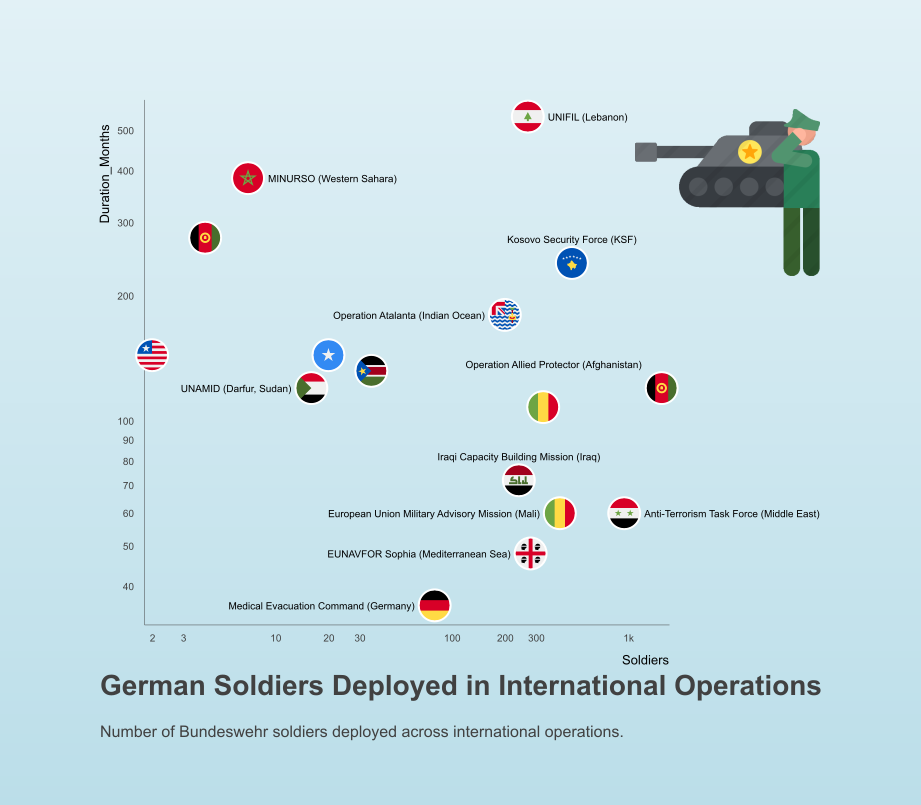 UNIFIL (Lebanon)
Duration_Months
500
400
MINURSO (Western Sahara)
300
Kosovo Security Force (KSF)
200
Operation Atalanta (Indian Ocean)
Operation Allied Protector (Afghanistan)
UNAMID (Darfur, Sudan)
100
90
Iraqi Capacity Building Mission (Iraq)
80
70
60
European Union Military Advisory Mission (Mali)
Anti-Terrorism Task Force (Middle East)
50
EUNAVFOR Sophia (Mediterranean Sea)
40
Medical Evacuation Command (Germany)
2 3 10 20 30 100 200 300 1k
Soldiers
German Soldiers Deployed in International Operations
Number of Bundeswehr soldiers deployed across international operations.